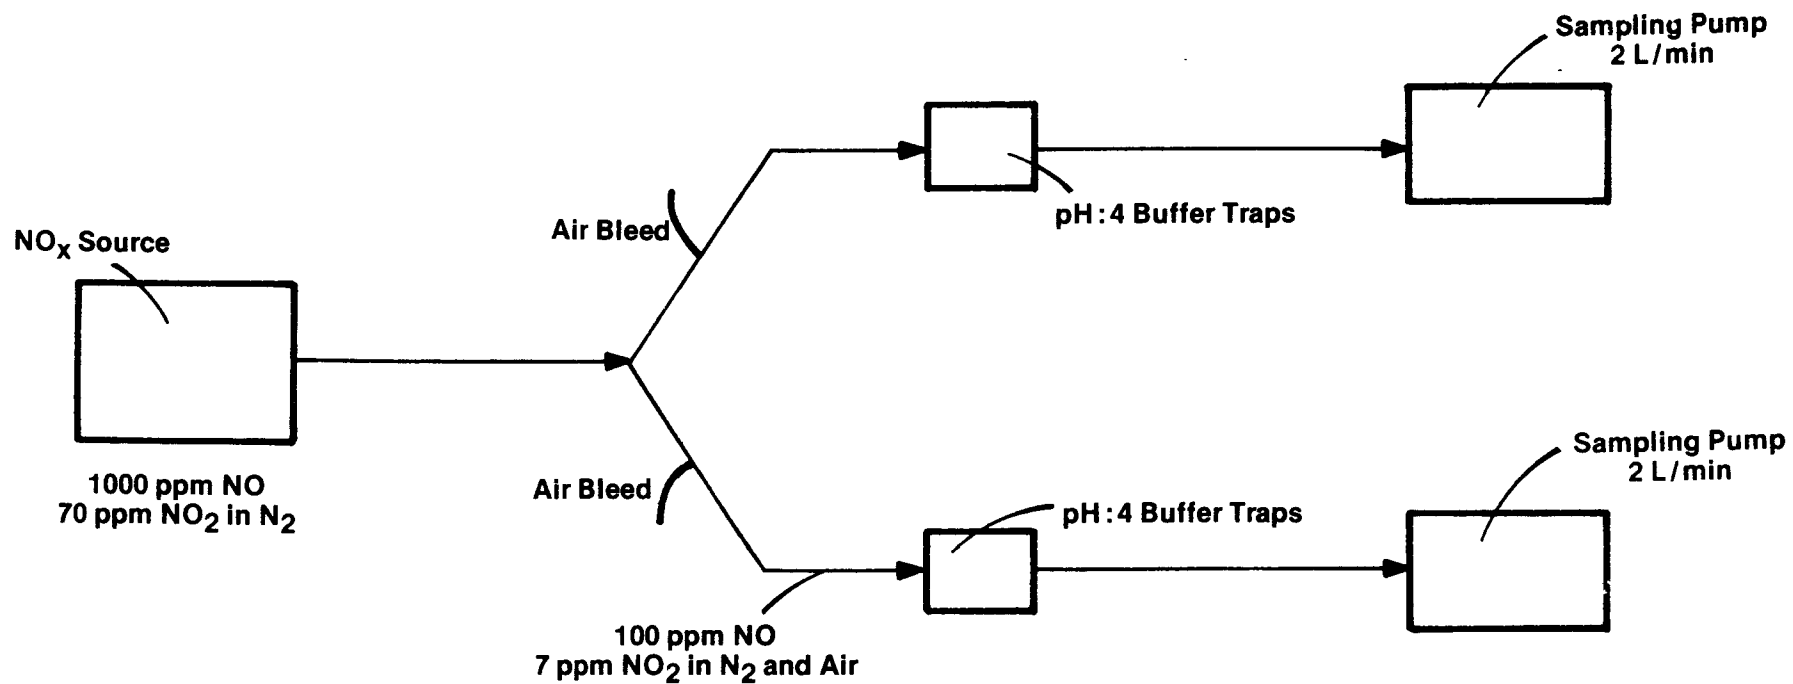 Sampling Pump
2 L/min
Air Bleed
pH:4 Buffer Traps
NOx Source
1000 ppm NO
70 ppm NO2 in N2
Air Bleed
pH:4 Buffer Traps
Sampling Pump
2 L/min
100 ppm NO
7 ppm NO2 in N2 and Air